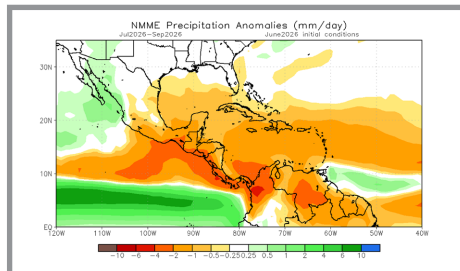 NMME Precipitation Anomalies (mm/day)
Jul2026-Sep2026 June2026 initial conditions
30N
20N
10N
EQ
120W 110W 100W 90W 80W 70W 60W 50W 40W
-10 -6 -4 -2 -1 -0.5 -0.25 0.25 0.5 1 2 4 6 10